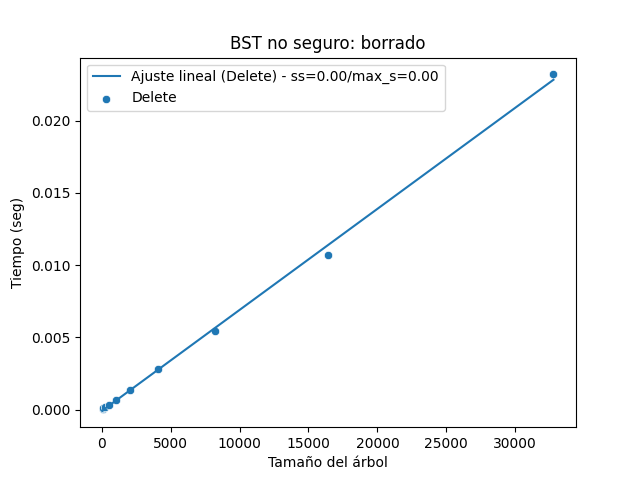 BST no seguro: borrado
Ajuste lineal (Delete) - ss=0.00/max_s=0.00
Delete
Tiempo (seg)
0.020
0.015
0.010
0.005
0.000
0 5000 10000 15000 20000 25000 30000
Tamaño del árbol